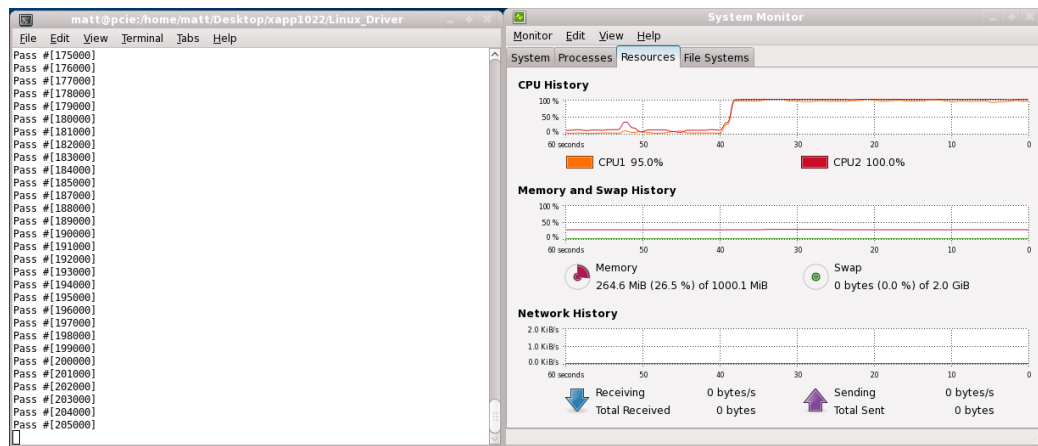 matt@pcie:/home/matt/Desktop/xapp1022/Linux_Driver
File Edit View Terminal Tabs Help
Pass #[175000]
Pass #[176000]
Pass #[177000]
Pass #[178000]
Pass #[179000]
Pass #[180000]
Pass #[181000]
Pass #[182000]
Pass #[183000]
Pass #[184000]
Pass #[185000]
Pass #[187000]
Pass #[188000]
Pass #[189000]
Pass #[190000]
Pass #[191000]
Pass #[192000]
Pass #[193000]
Pass #[194000]
Pass #[195000]
Pass #[196000]
Pass #[197000]
Pass #[198000]
Pass #[199000]
Pass #[200000]
Pass #[201000]
Pass #[202000]
Pass #[203000]
Pass #[204000]
Pass #[205000]
System Monitor
Monitor Edit View Help
System Processes Resources File Systems
CPU History
100 %
50 %
0 %
60 seconds 50 40 30 20 10 0
CPU1 95.0% CPU2 100.0%
Memory and Swap History
100 %
50 %
0 %
60 seconds 50 40 30 20 10 0
Memory Swap
264.6 MiB (26.5 %) of 1000.1 MiB 0 bytes (0.0 %) of 2.0 GiB
Network History
2.0 KiB/s
1.0 KiB/s
0.0 KiB/s
60 seconds 50 40 30 20 10 0
Receiving 0 bytes/s Sending 0 bytes/s
Total Received 0 bytes Total Sent 0 bytes